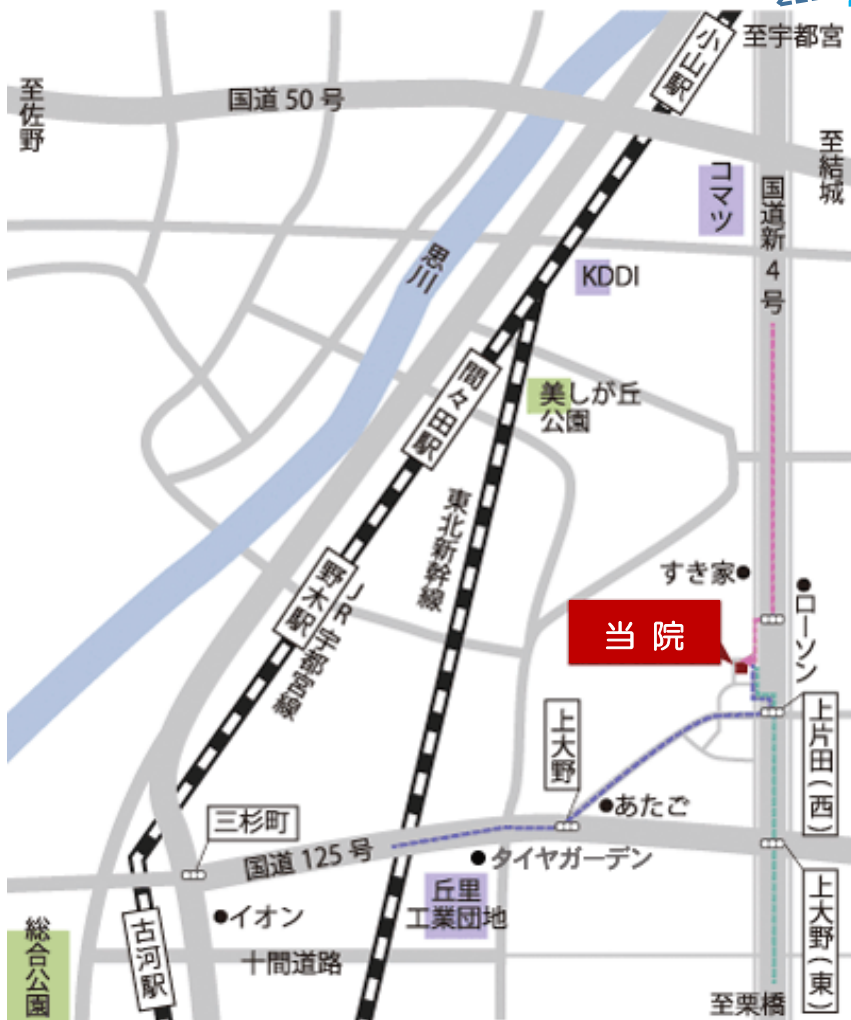 至宇都宮
小山駅
至佐野
国道 50 号
至結城
コマツ
国道新4号
思川
KDDI
間々田駅
美しが丘
公園
東北新幹線
すき家
ローソン
野木駅
JR宇都宮線
当 院
上片田(西)
上大野
あたご
三杉町
国道 125 号
タイヤガーデン
上大野(東)
丘里
工業団地
イオン
総合公園
古河駅
十間道路
至栗橋